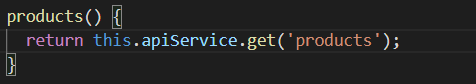 products() {
  return this.apiService.get('products');
}